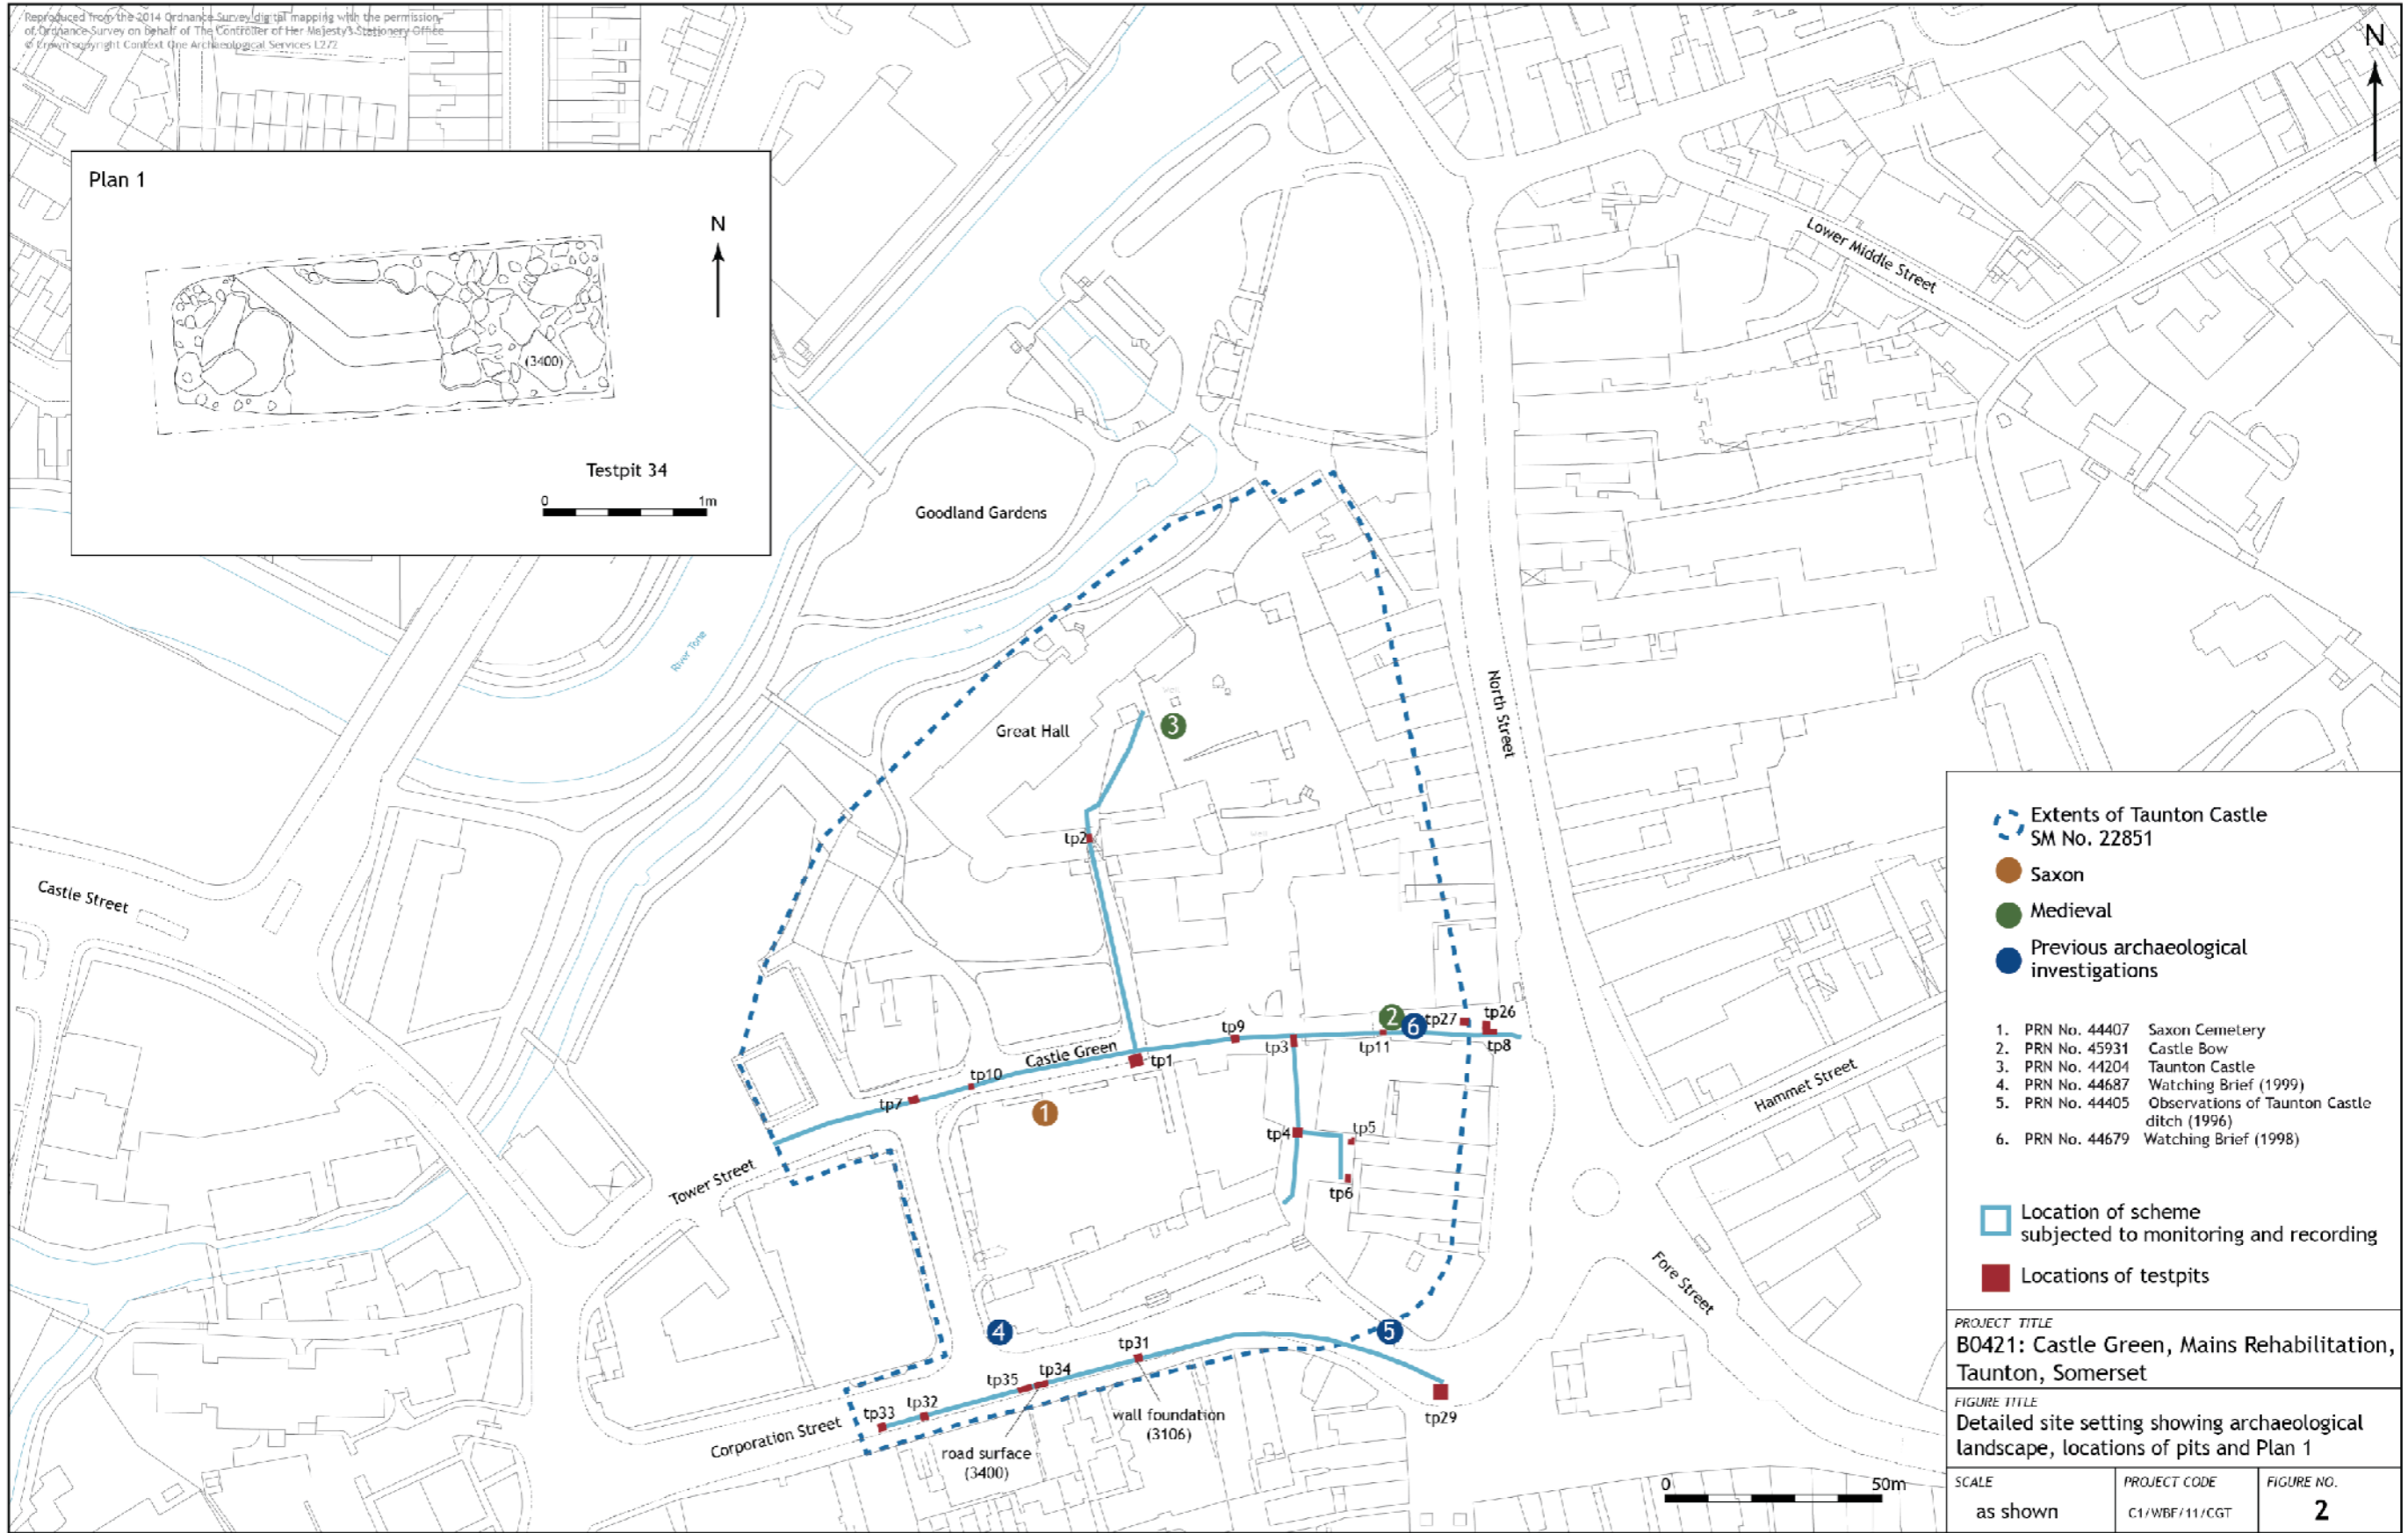 Reproduced from the 2014 Ordnance Survey digital mapping with the permission
of Ordnance Survey on behalf of The Controller of Her Majesty's Stationery Office
© Crown copyright Context One Archaeological Services L272
N
Plan 1
N
(3400)
Testpit 34
0 1m
Lower Middle Street
Goodland Gardens
River Tone
North Street
Great Hall
3
tp2
Castle Street
2
6
tp27
tp26
tp9
tp3
tp11
tp8
Castle Green
tp1
tp10
tp7
1
Hammet Street
tp4
tp5
tp6
Tower Street
Fore Street
4
5
tp31
tp34
tp35
tp32
tp33
tp29
Corporation Street
wall foundation
(3106)
road surface
(3400)
0 50m
Extents of Taunton Castle
SM No. 22851
Saxon
Medieval
Previous archaeological
investigations
1. PRN No. 44407 Saxon Cemetery
2. PRN No. 45931 Castle Bow
3. PRN No. 44204 Taunton Castle
4. PRN No. 44687 Watching Brief (1999)
5. PRN No. 44405 Observations of Taunton Castle
ditch (1996)
6. PRN No. 44679 Watching Brief (1998)
Location of scheme
subjected to monitoring and recording
Locations of testpits
PROJECT TITLE
B0421: Castle Green, Mains Rehabilitation,
Taunton, Somerset
FIGURE TITLE
Detailed site setting showing archaeological
landscape, locations of pits and Plan 1
SCALE
as shown
PROJECT CODE
C1/WBF/11/CGT
FIGURE NO.
2